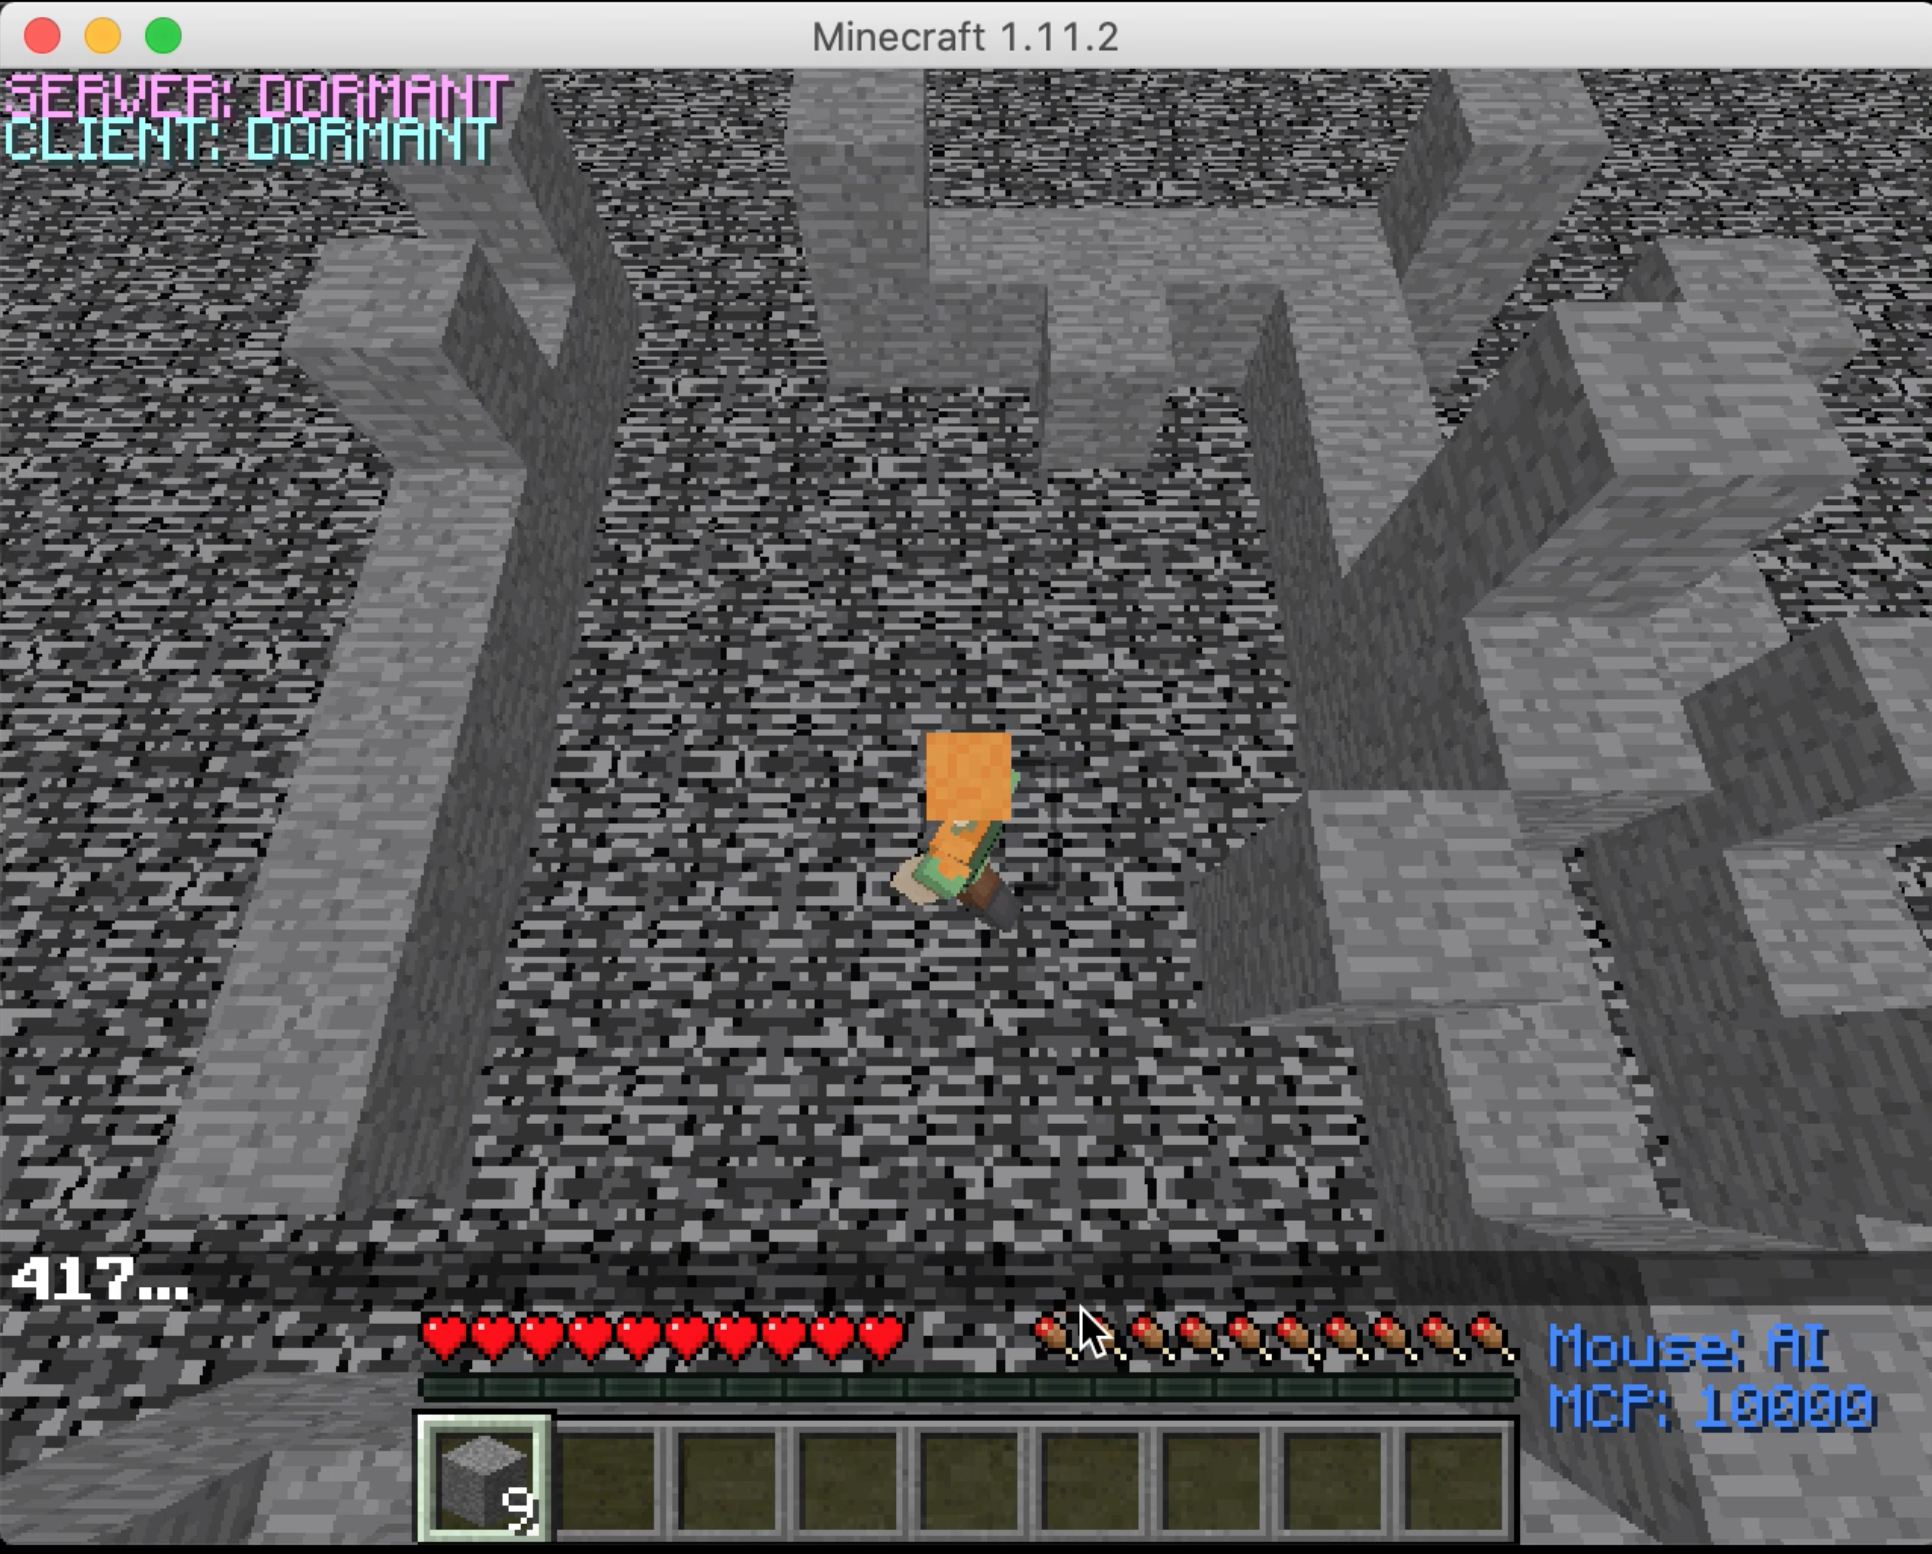 Minecraft 1.11.2
SERVER: DORMANT
CLIENT: DORMANT
417...
Mouse: AI
MCP: 10000
9